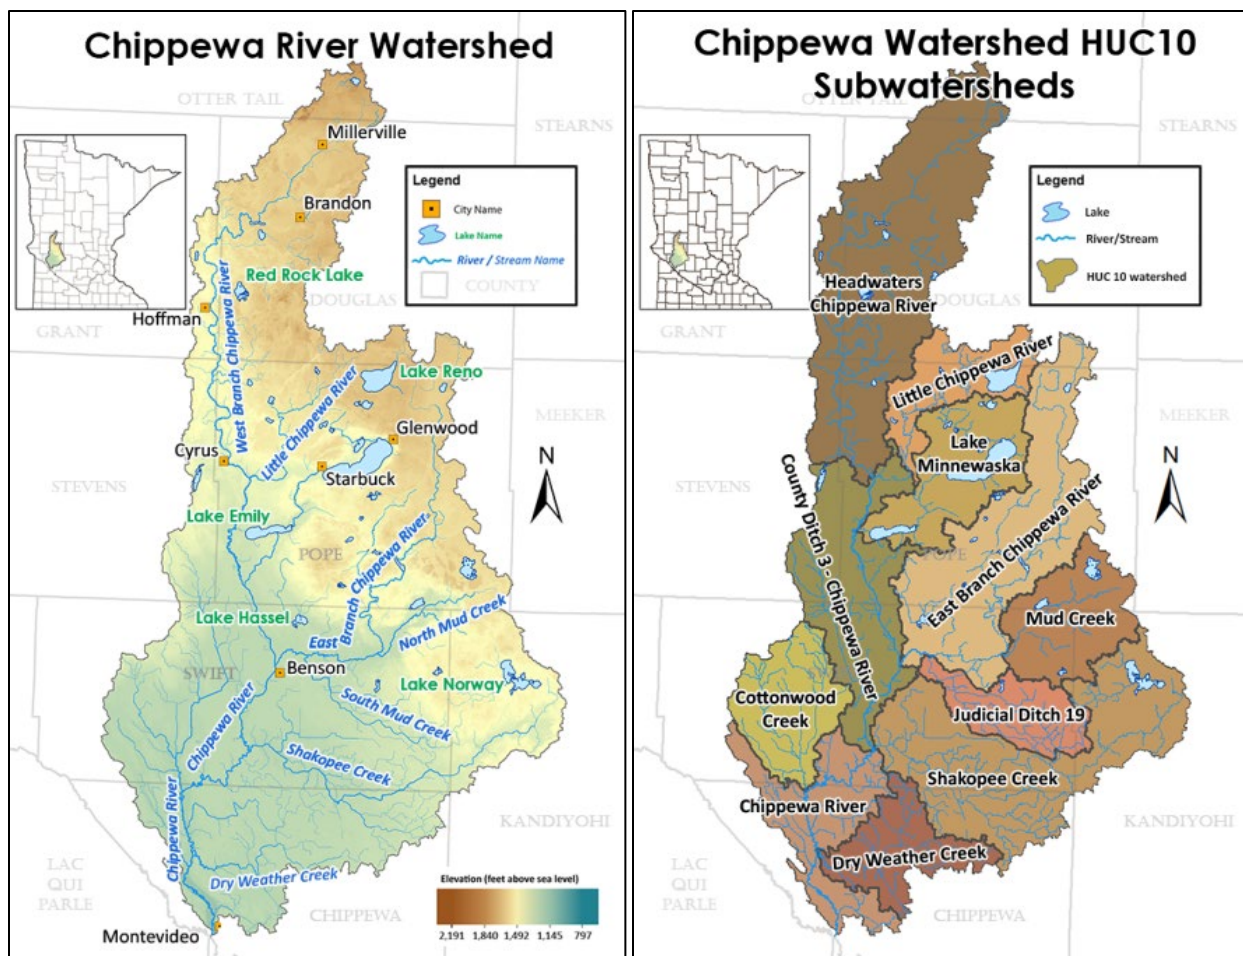 Chippewa River Watershed
OTTER TAIL
STEARNS
Millerville
Brandon
Legend
City Name
Lake Name
River / Stream Name
COUNTY
Red Rock Lake
DOUGLAS
Hoffman
GRANT
West Branch Chippewa River
Lake Reno
Little Chippewa River
MEEKER
Glenwood
Cyrus
Starbuck
N
STEVENS
Lake Emily
POPE
East Branch Chippewa River
Lake Hassel
North Mud Creek
Benson
SWIFT
Lake Norway
South Mud Creek
Chippewa River
Shakopee Creek
Chippewa River
KANDIYOHI
LAC
QUI
PARLE
Dry Weather Creek
Elevation (feet above sea level)
2,191 1,840 1,492 1,145 797
CHIPPEWA
Montevideo
Chippewa Watershed HUC10
Subwatersheds
OTTER TAIL
STEARNS
Legend
Lake
River/Stream
HUC 10 watershed
Headwaters
Chippewa River
DOUGLAS
GRANT
Little Chippewa River
MEEKER
Lake
Minnewaska
N
STEVENS
County Ditch 3 - Chippewa River
POPE
East Branch Chippewa River
Mud Creek
Cottonwood
Creek
Judicial Ditch 19
Shakopee Creek
Chippewa River
KANDIYOHI
Dry Weather Creek
LAC
QUI
PARLE
CHIPPEWA